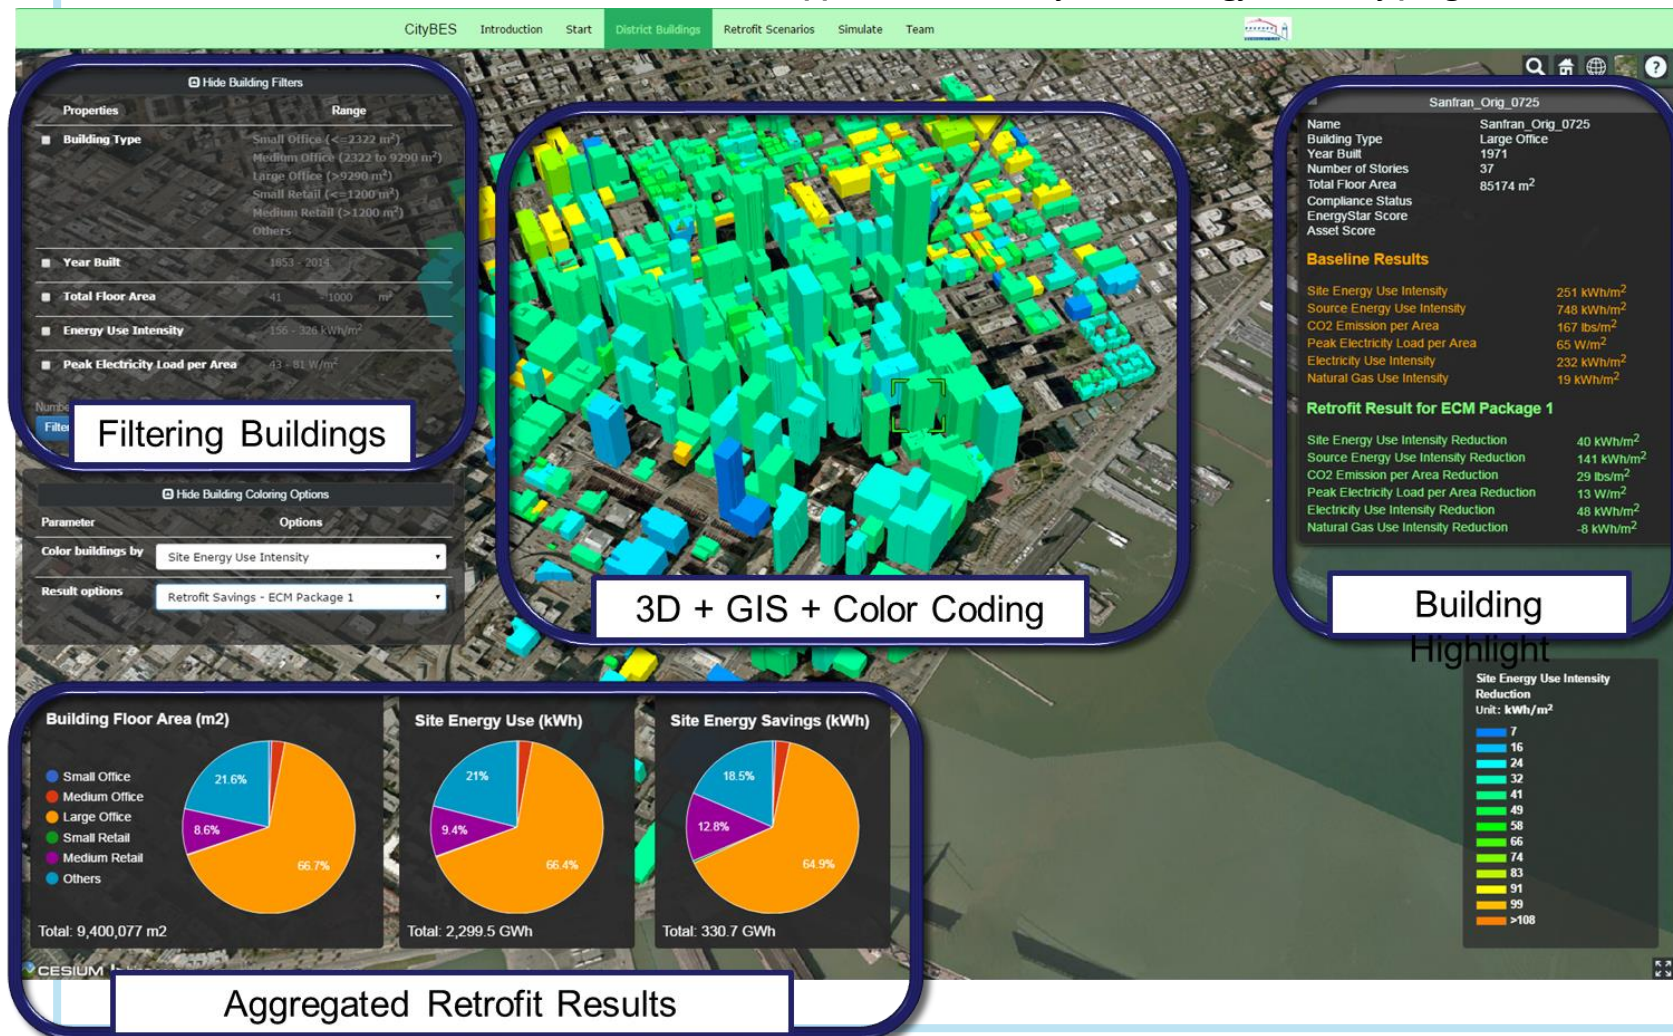 CityBES Introduction Start District Buildings Retrofit Scenarios Simulate Team
Hide Building Filters
Properties Range
Building Type
Small Office (<=2322 m²)
Medium Office (2322 to 9290 m²)
Large Office (>9290 m²)
Small Retail (<=1200 m²)
Medium Retail (>1200 m²)
Others
Year Built 1853 - 2014
Total Floor Area 41 - 1000 m²
Energy Use Intensity 156 - 326 kWh/m²
Peak Electricity Load per Area 43 - 81 W/m²
Filtering Buildings
Hide Building Coloring Options
Parameter Options
Color buildings by Site Energy Use Intensity
Result options Retrofit Savings - ECM Package 1
3D + GIS + Color Coding
Sanfran_Orig_0725
Name Sanfran_Orig_0725
Building Type Large Office
Year Built 1971
Number of Stories 37
Total Floor Area 85174 m²
Compliance Status
EnergyStar Score
Asset Score
Baseline Results
Site Energy Use Intensity 251 kWh/m²
Source Energy Use Intensity 748 kWh/m²
CO2 Emission per Area 167 lbs/m²
Peak Electricity Load per Area 65 W/m²
Electricity Use Intensity 232 kWh/m²
Natural Gas Use Intensity 19 kWh/m²
Retrofit Result for ECM Package 1
Site Energy Use Intensity Reduction 40 kWh/m²
Source Energy Use Intensity Reduction 141 kWh/m²
CO2 Emission per Area Reduction 29 lbs/m²
Peak Electricity Load per Area Reduction 13 W/m²
Electricity Use Intensity Reduction 48 kWh/m²
Natural Gas Use Intensity Reduction -8 kWh/m²
Building
Highlight
Site Energy Use Intensity
Reduction
Unit: kWh/m²
7
16
24
32
41
49
58
66
74
83
91
99
>108
Building Floor Area (m2)
Small Office
Medium Office
Large Office
Small Retail
Medium Retail
Others
21.6%
8.6%
66.7%
Total: 9,400,077 m2
Site Energy Use (kWh)
21%
9.4%
66.4%
Total: 2,299.5 GWh
Site Energy Savings (kWh)
18.5%
12.8%
64.9%
Total: 330.7 GWh
CESIUM
Aggregated Retrofit Results